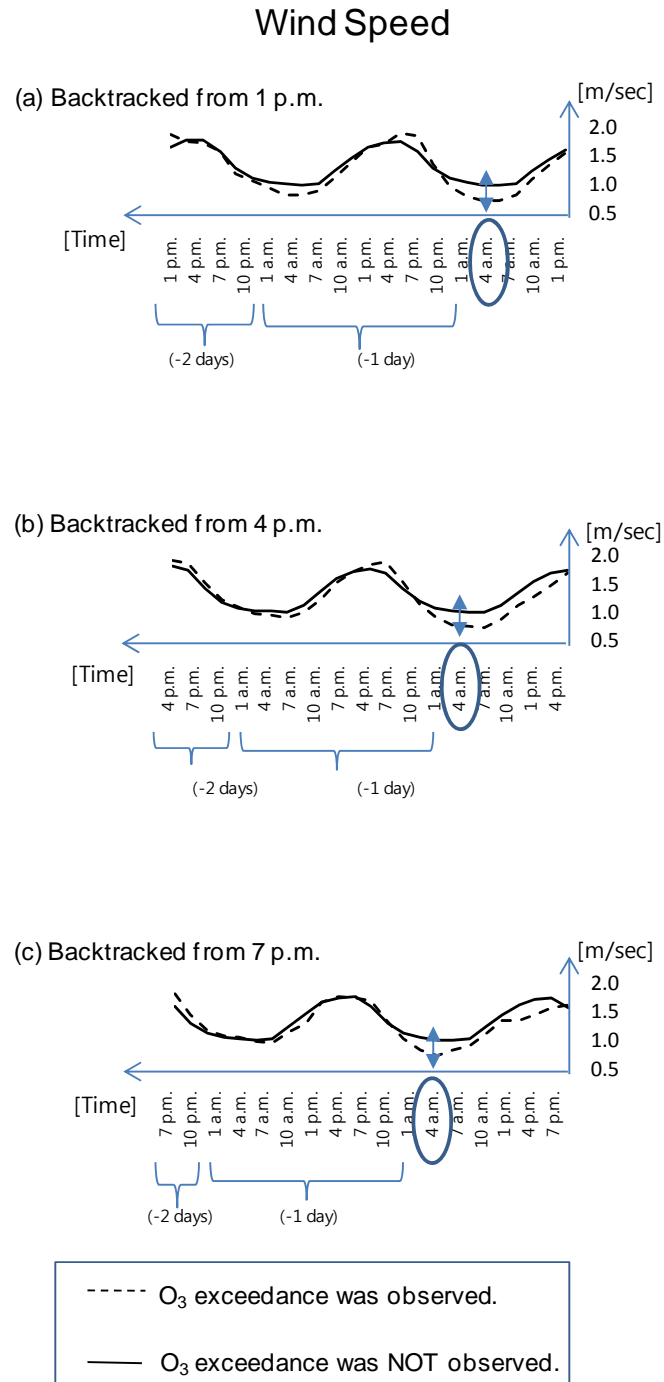 Wind Speed
(a) Backtracked from 1 p.m.
[m/sec]
2.0
1.5
1.0
0.5
[Time]
1 p.m.
4 p.m.
7 p.m.
10 p.m.
1 a.m.
4 a.m.
7 a.m.
10 a.m.
1 p.m.
4 p.m.
7 p.m.
10 p.m.
1 a.m.
4 a.m.
7 a.m.
10 a.m.
1 p.m.
(-2 days)
(-1 day)
(b) Backtracked from 4 p.m.
[m/sec]
2.0
1.5
1.0
0.5
[Time]
4 p.m.
7 p.m.
10 p.m.
1 a.m.
4 a.m.
7 a.m.
10 a.m.
1 p.m.
4 p.m.
7 p.m.
10 p.m.
1 a.m.
4 a.m.
7 a.m.
10 a.m.
1 p.m.
4 p.m.
(-2 days)
(-1 day)
(c) Backtracked from 7 p.m.
[m/sec]
2.0
1.5
1.0
0.5
[Time]
7 p.m.
10 p.m.
1 a.m.
4 a.m.
7 a.m.
10 a.m.
1 p.m.
4 p.m.
7 p.m.
10 p.m.
1 a.m.
4 a.m.
7 a.m.
10 a.m.
1 p.m.
4 p.m.
7 p.m.
(-2 days)
(-1 day)
O₃ exceedance was observed.
O₃ exceedance was NOT observed.